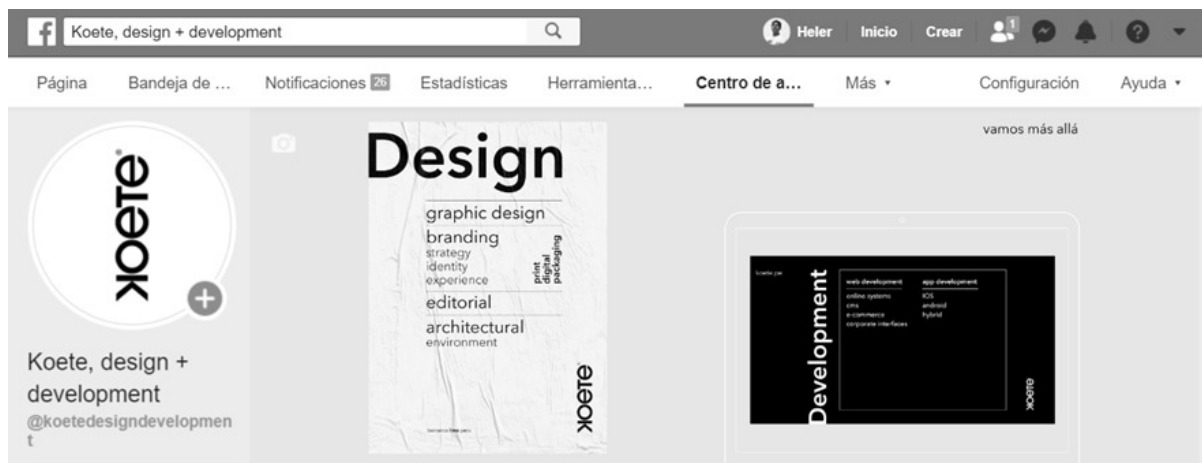 Koete, design + development
Heler
Inicio
Crear
1
Página
Bandeja de ...
Notificaciones 26
Estadísticas
Herramienta...
Centro de a...
Más
Configuración
Ayuda
KOETE
Koete, design +
development
@koetedesigndevelopmen
t
Design
graphic design
branding
strategy
identity
experience
print
digital
packaging
editorial
architectural
environment
KOETE
vamos más allá
Development
web development
online systems
cms
e-commerce
corporate interfaces
app development
IOS
android
hybrid
KOETE